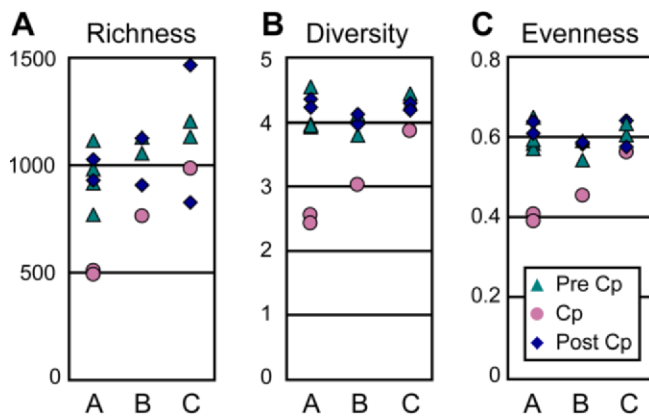 A Richness
1500
1000
500
0
A B C
B Diversity
5
4
3
2
1
0
A B C
C Evenness
0.8
0.6
0.4
0.2
0
Pre Cp
Cp
Post Cp
A B C